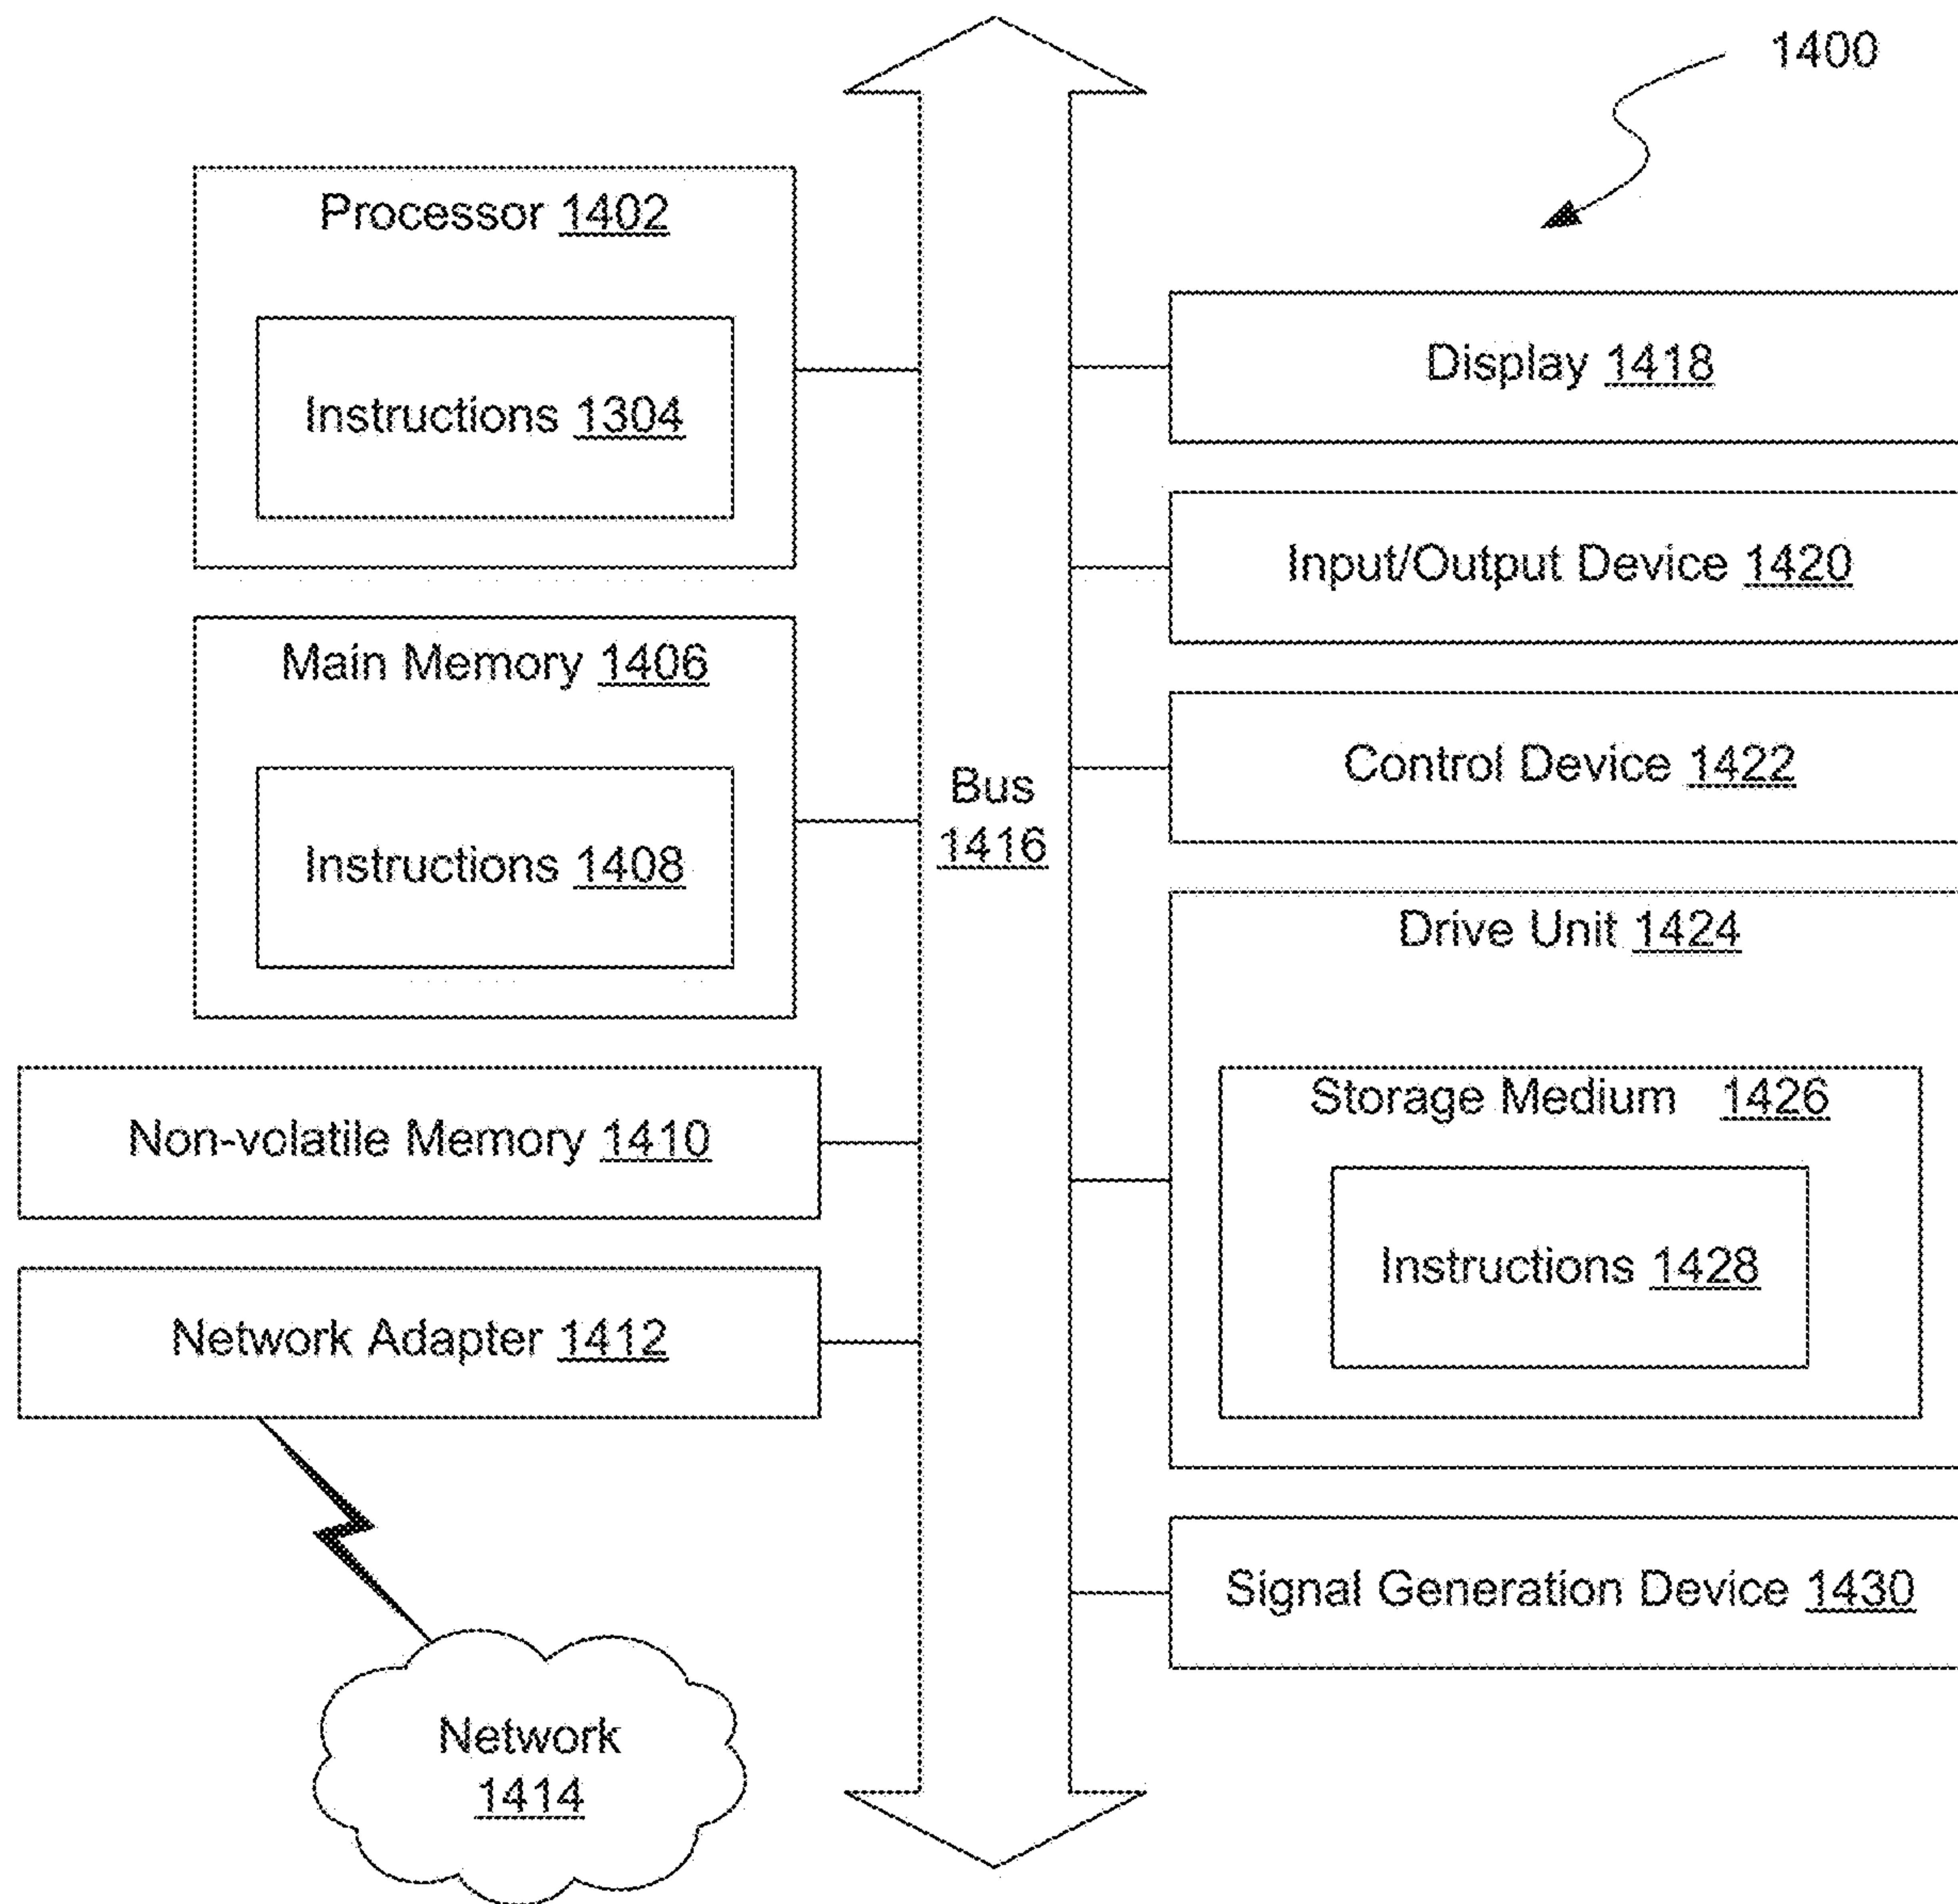 1400
Processor 1402
Instructions 1304
Main Memory 1406
Instructions 1408
Non-volatile Memory 1410
Network Adapter 1412
Network
1414
Bus
1416
Display 1418
Input/Output Device 1420
Control Device 1422
Drive Unit 1424
Storage Medium 1426
Instructions 1428
Signal Generation Device 1430